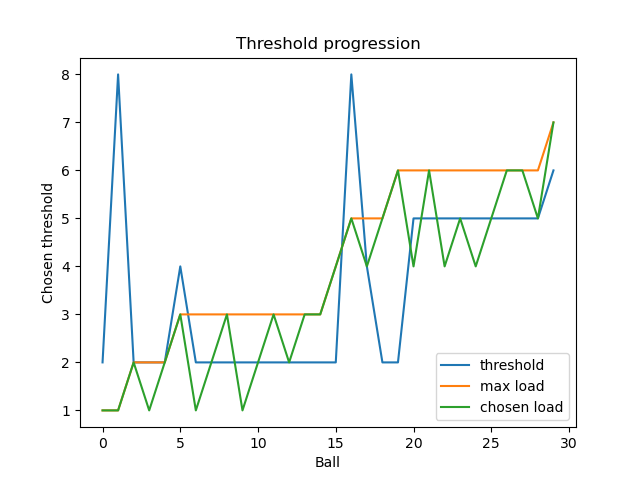 Threshold progression
Chosen threshold
8
7
6
5
4
3
2
1
threshold
max load
chosen load
0
5
10
15
20
25
30
Ball